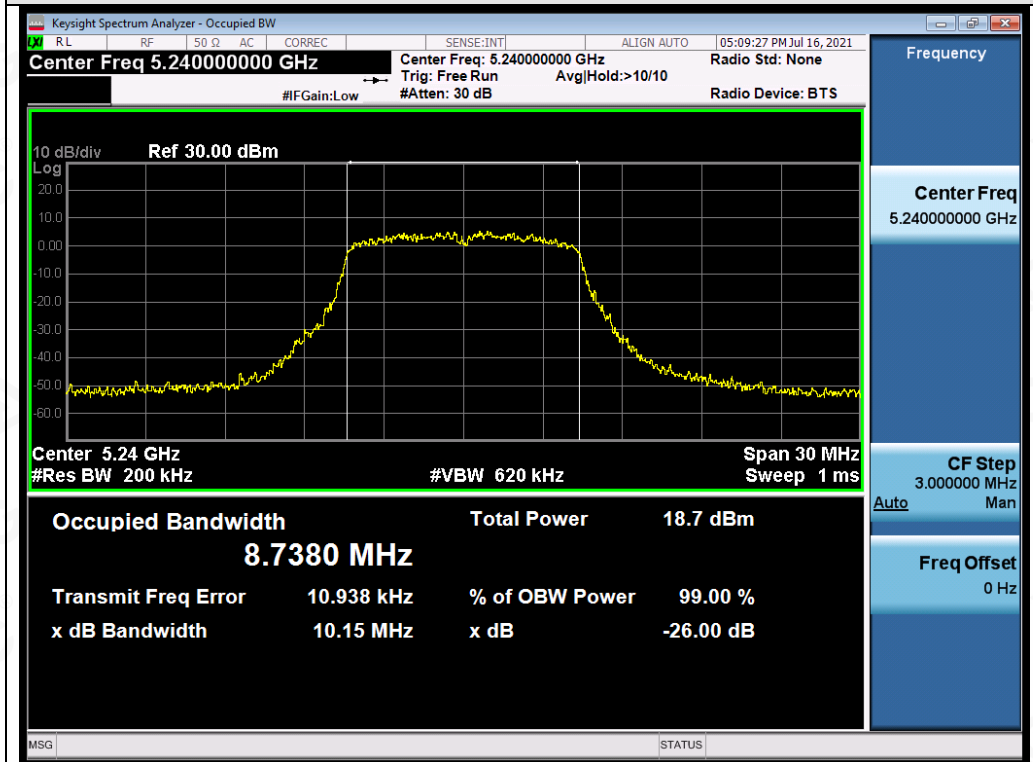 Keysight Spectrum Analyzer - Occupied BW
LXI RL RF 50 Ω AC CORREC SENSE:INT ALIGN AUTO 05:09:27 PM Jul 16, 2021
Center Freq 5.240000000 GHz
Center Freq: 5.240000000 GHz
Radio Std: None
Trig: Free Run Avg|Hold:>10/10
#IFGain:Low
#Atten: 30 dB
Radio Device: BTS
Frequency
10 dB/div Ref 30.00 dBm
Log
20.0
10.0
0.00
-10.0
-20.0
-30.0
-40.0
-50.0
-60.0
Center 5.24 GHz Span 30 MHz
#Res BW 200 kHz #VBW 620 kHz Sweep 1 ms
Occupied Bandwidth Total Power 18.7 dBm
8.7380 MHz
Transmit Freq Error 10.938 kHz % of OBW Power 99.00 %
x dB Bandwidth 10.15 MHz x dB -26.00 dB
Center Freq
5.240000000 GHz
CF Step
3.000000 MHz
Auto Man
Freq Offset
0 Hz
MSG STATUS